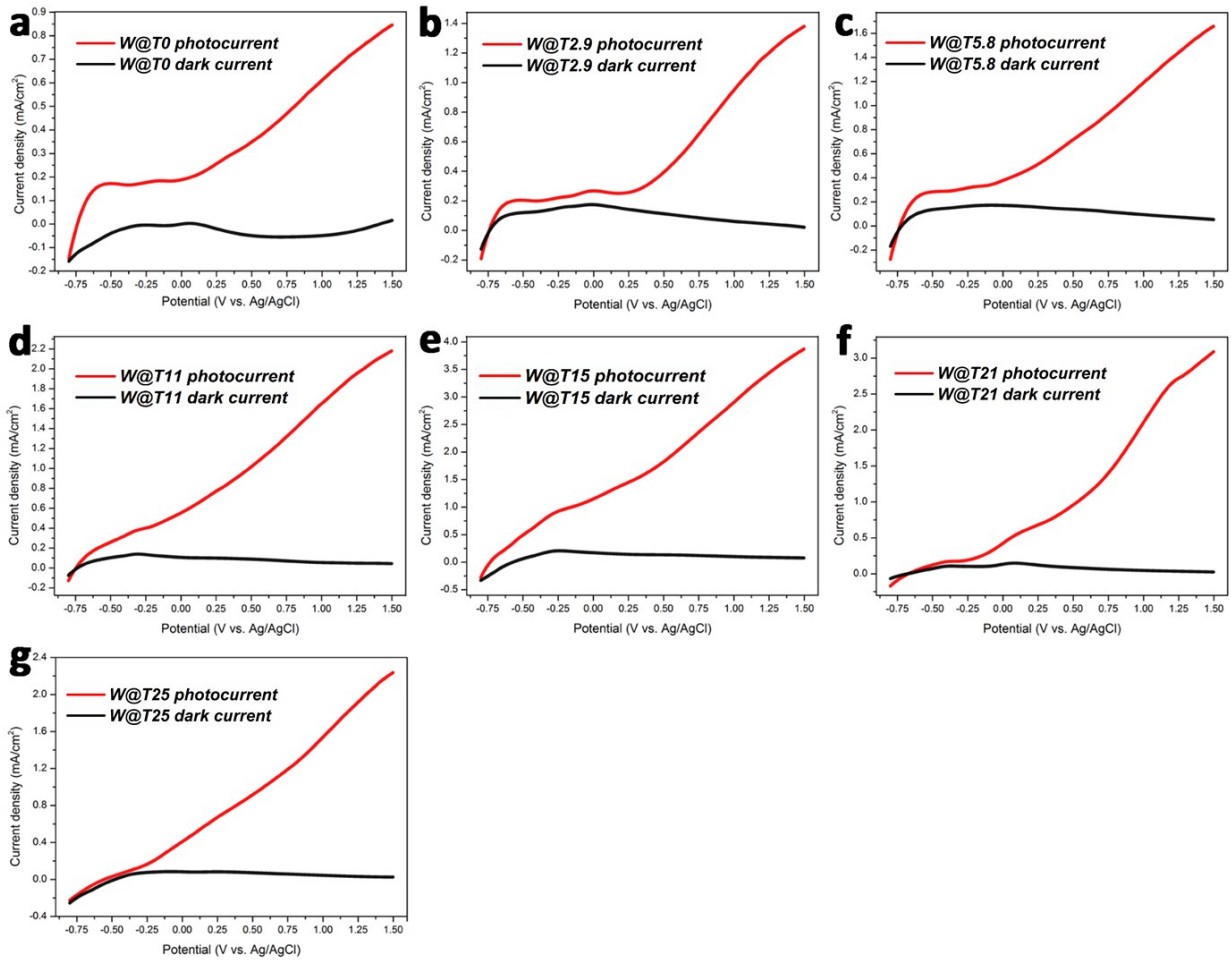 a
W@T0 photocurrent
W@T0 dark current
0.9
0.8
0.7
0.6
0.5
0.4
0.3
0.2
0.1
0.0
-0.1
-0.2
Current density (mA/cm²)
-0.75 -0.50 -0.25 0.00 0.25 0.50 0.75 1.00 1.25 1.50
Potential (V vs. Ag/AgCl)
b
W@T2.9 photocurrent
W@T2.9 dark current
1.4
1.2
1.0
0.8
0.6
0.4
0.2
0.0
-0.2
Current density (mA/cm²)
-0.75 -0.50 -0.25 0.00 0.25 0.50 0.75 1.00 1.25 1.50
Potential (V vs. Ag/AgCl)
c
W@T5.8 photocurrent
W@T5.8 dark current
1.6
1.4
1.2
1.0
0.8
0.6
0.4
0.2
0.0
-0.2
Current density (mA/cm²)
-0.75 -0.50 -0.25 0.00 0.25 0.50 0.75 1.00 1.25 1.50
Potential (V vs. Ag/AgCl)
d
W@T11 photocurrent
W@T11 dark current
2.2
2.0
1.8
1.6
1.4
1.2
1.0
0.8
0.6
0.4
0.2
0.0
-0.2
Current density (mA/cm²)
-0.75 -0.50 -0.25 0.00 0.25 0.50 0.75 1.00 1.25 1.50
Potential (V vs. Ag/AgCl)
e
W@T15 photocurrent
W@T15 dark current
4.0
3.5
3.0
2.5
2.0
1.5
1.0
0.5
0.0
-0.5
Current density (mA/cm²)
-0.75 -0.50 -0.25 0.00 0.25 0.50 0.75 1.00 1.25 1.50
Potential (V vs. Ag/AgCl)
f
W@T21 photocurrent
W@T21 dark current
3.0
2.5
2.0
1.5
1.0
0.5
0.0
Current density (mA/cm²)
-0.75 -0.50 -0.25 0.00 0.25 0.50 0.75 1.00 1.25 1.50
Potential (V vs. Ag/AgCl)
g
W@T25 photocurrent
W@T25 dark current
2.4
2.0
1.6
1.2
0.8
0.4
0.0
-0.4
Current density (mA/cm²)
-0.75 -0.50 -0.25 0.00 0.25 0.50 0.75 1.00 1.25 1.50
Potential (V vs. Ag/AgCl)